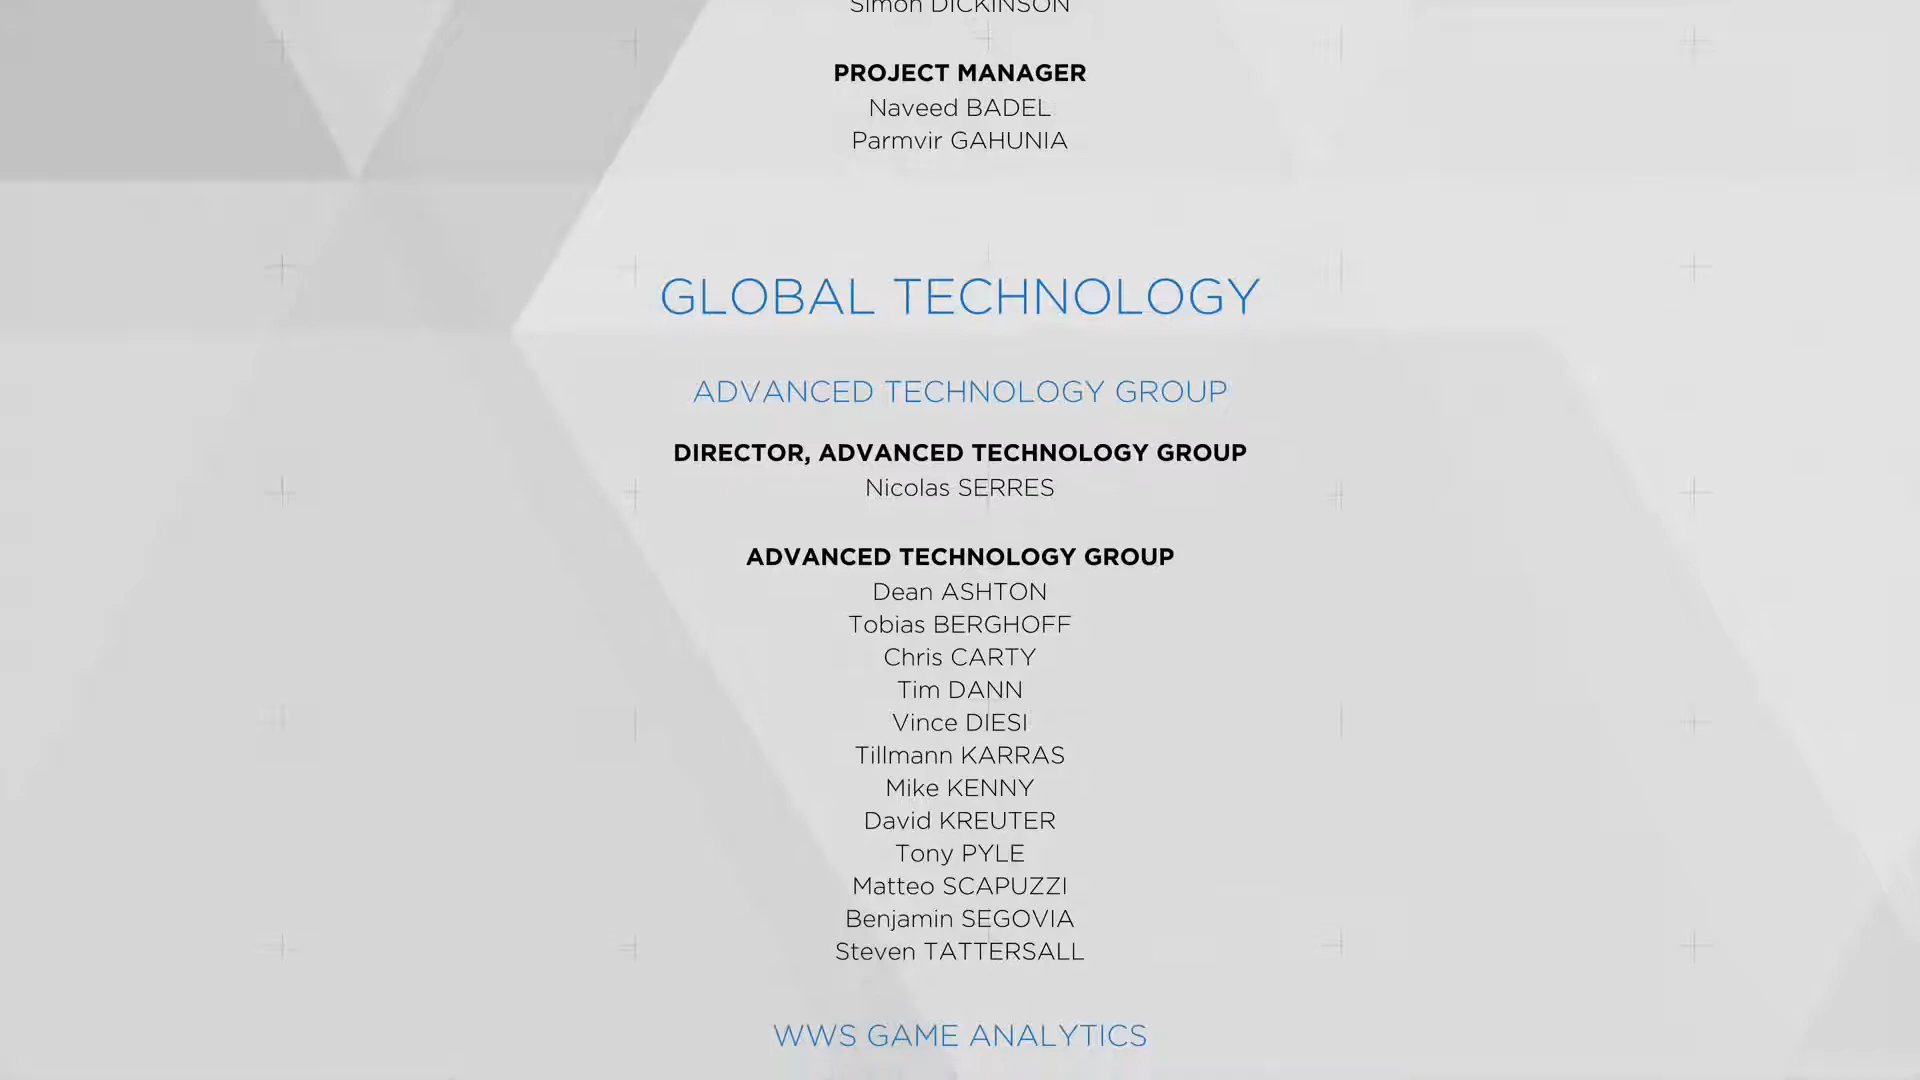 Simon DICKINSON
PROJECT MANAGER
Naveed BADEL
Parmvir GAHUNIA
GLOBAL TECHNOLOGY
ADVANCED TECHNOLOGY GROUP
DIRECTOR, ADVANCED TECHNOLOGY GROUP
Nicolas SERRES
ADVANCED TECHNOLOGY GROUP
Dean ASHTON
Tobias BERGHOFF
Chris CARTY
Tim DANN
Vince DIESI
Tillmann KARRAS
Mike KENNY
David KREUTER
Tony PYLE
Matteo SCAPUZZI
Benjamin SEGOVIA
Steven TATTERSALL
WWS GAME ANALYTICS